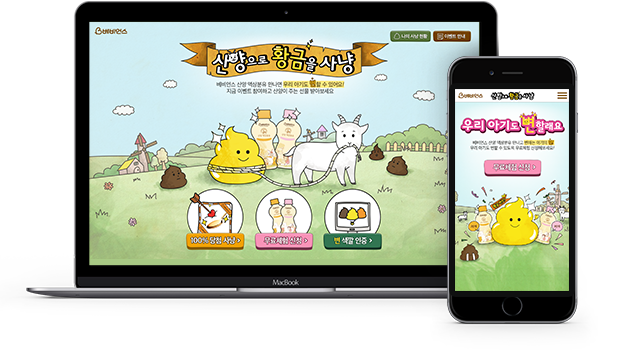 베비언스
나의 사냥 현황
이벤트 안내
산양으로 황금을 사냥
베비언스 산양 액상분유 만나면 우리 아기도 변할 수 있어요!
지금 이벤트 참여하고 산양이 주는 선물 받아보세요
100% 당첨 사냥 >
무료체험 신청 >
변 색깔 인증 >
MacBook
베비언스
산양으로 황금을 사냥
우리 아기도 변할래요
무료체험 신청 >